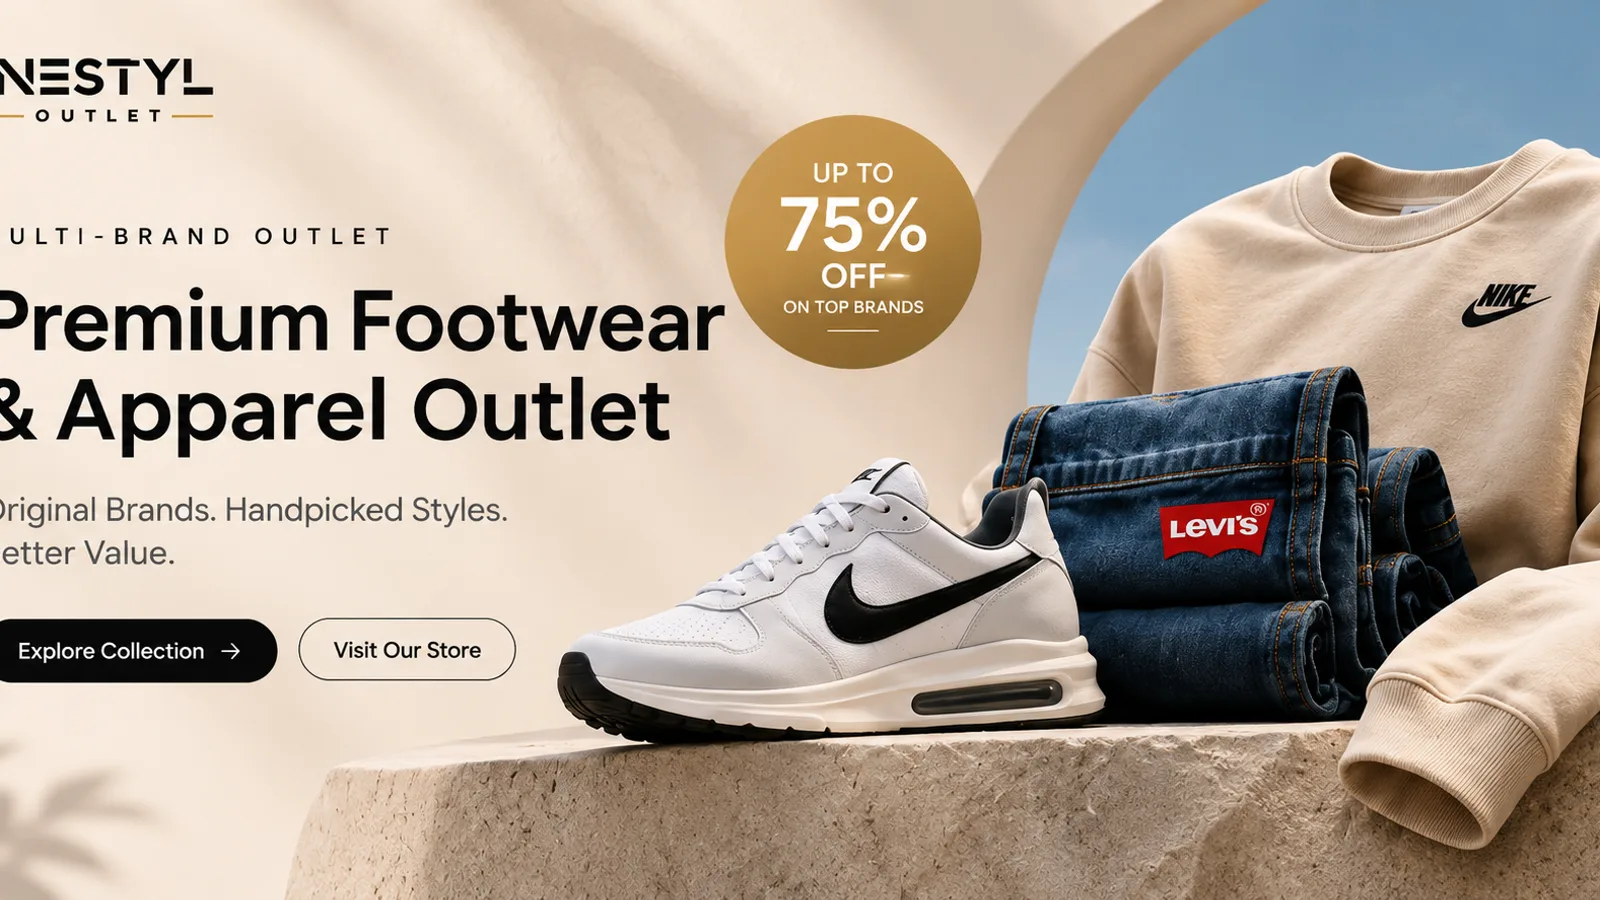 NESTYL
OUTLET
ULTI-BRAND OUTLET
Premium Footwear
& Apparel Outlet
Original Brands. Handpicked Styles.
etter Value.
Explore Collection →
Visit Our Store
UP TO
75%
OFF
ON TOP BRANDS
NIKE
LEVI'S®